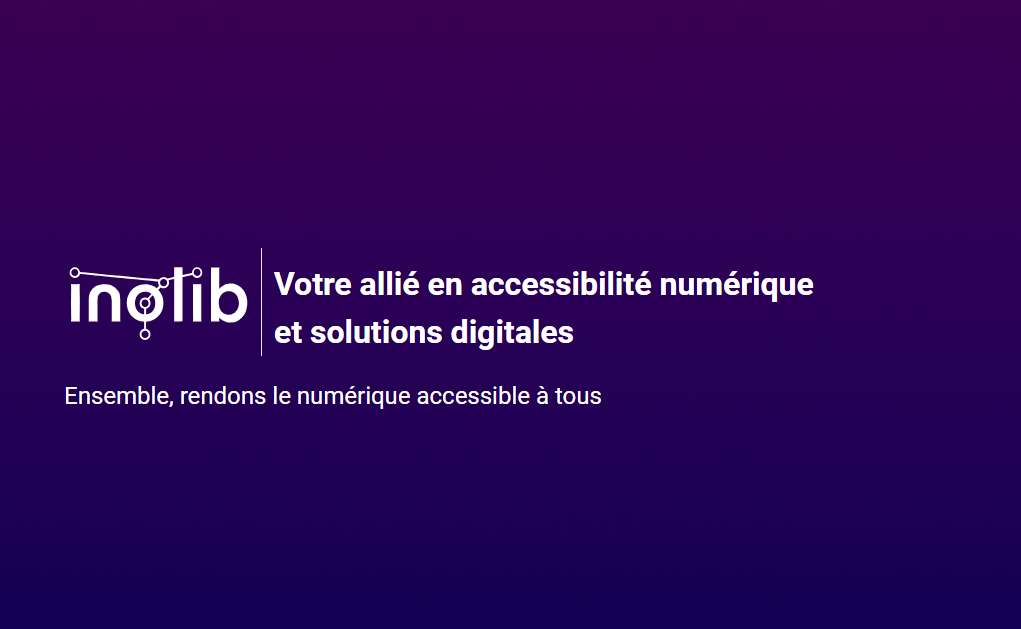 inolib
Votre allié en accessibilité numérique
et solutions digitales
Ensemble, rendons le numérique accessible à tous